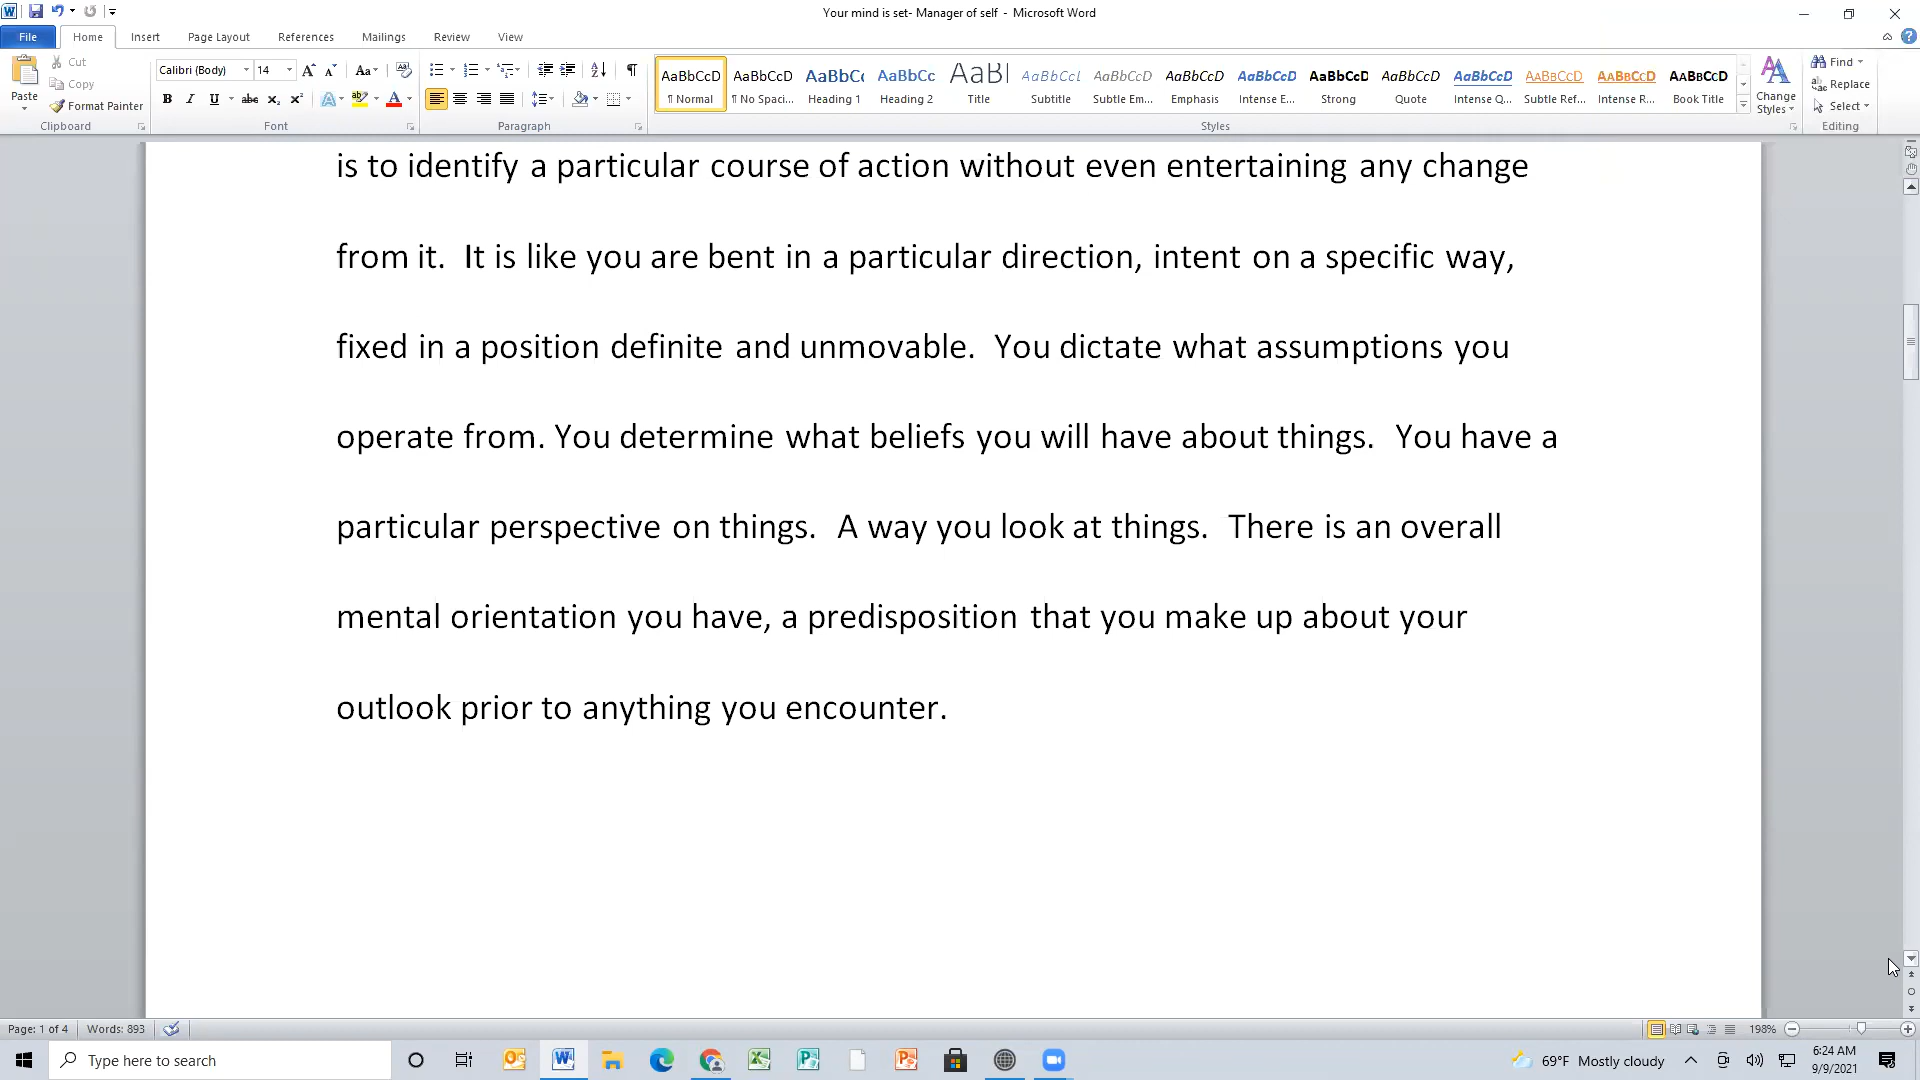 Your mind is set- Manager of self - Microsoft Word
File Home Insert Page Layout References Mailings Review View
Paste
Cut
Copy
Format Painter
Clipboard
Calibri (Body) 14
Font
Paragraph
AaBbCcD AaBbCcD AaBbCc AaBbCc AaBl AaBbCcL AaBbCcD AaBbCcD AaBbCcD AaBbCcD AaBbCcD AaBbCcD AaBbCcD AaBbCcD AaBbCcD
¶ Normal ¶ No Spaci... Heading 1 Heading 2 Title Subtitle Subtle Em... Emphasis Intense E... Strong Quote Intense Q... Subtle Ref... Intense R... Book Title
Styles
Change Styles
Find
Replace
Select
Editing
is to identify a particular course of action without even entertaining any change
from it.  It is like you are bent in a particular direction, intent on a specific way,
fixed in a position definite and unmovable.  You dictate what assumptions you
operate from. You determine what beliefs you will have about things.  You have a
particular perspective on things.  A way you look at things.  There is an overall
mental orientation you have, a predisposition that you make up about your
outlook prior to anything you encounter.
Page: 1 of 4 Words: 893 198%
Type here to search
69°F Mostly cloudy
6:24 AM
9/9/2021